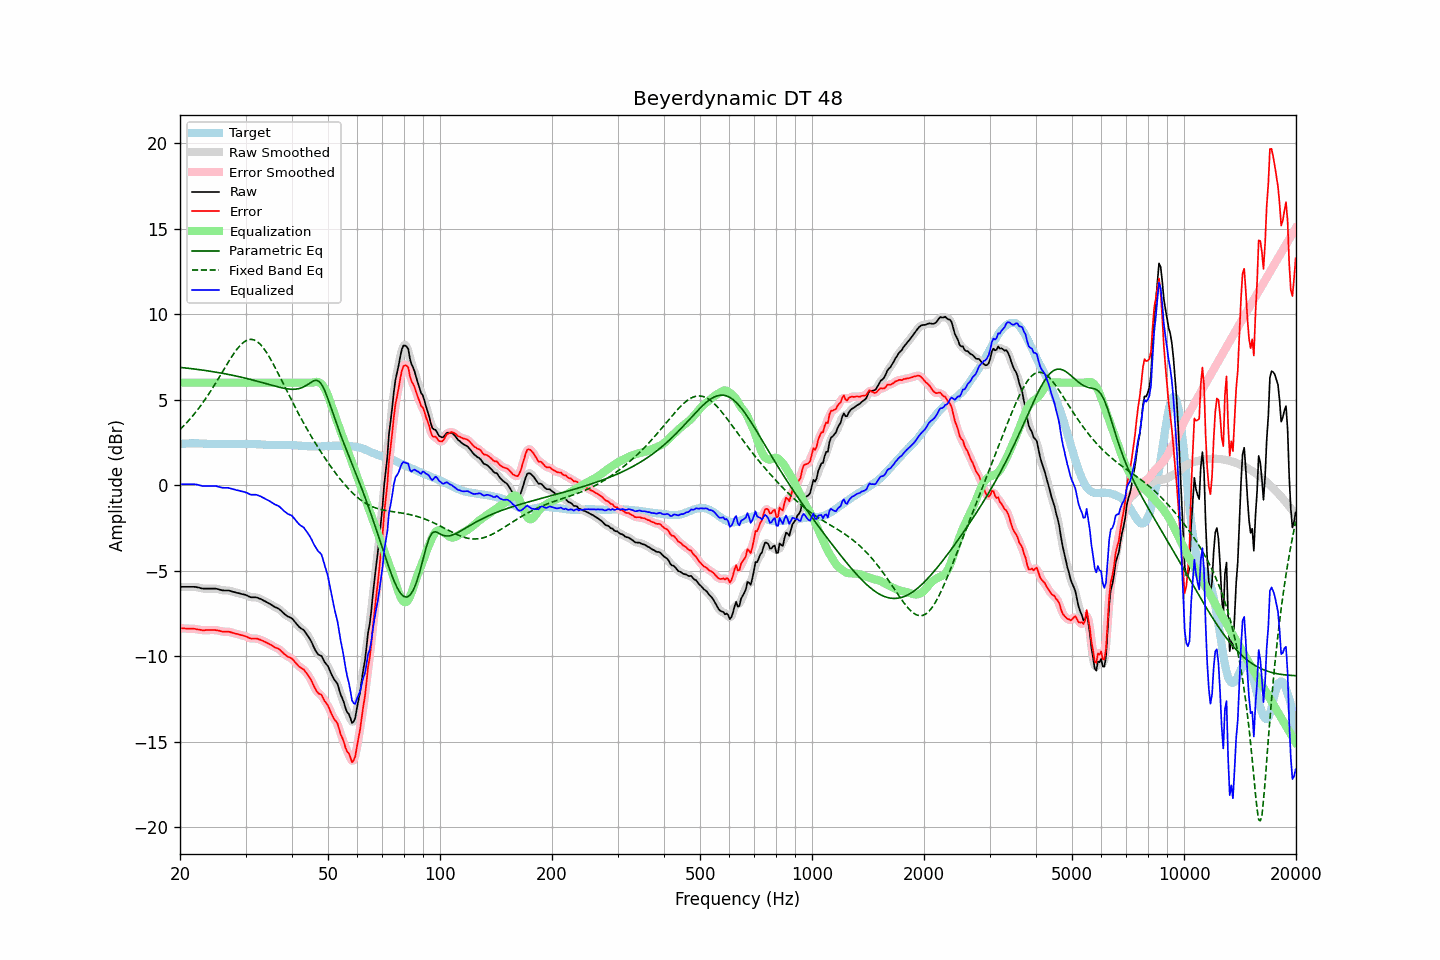 Beyerdynamic DT 48
Target
Raw Smoothed
Error Smoothed
Raw
Error
Equalization
Parametric Eq
Fixed Band Eq
Equalized
Amplitude (dBr)
20
15
10
5
0
−5
−10
−15
−20
20 50 100 200 500 1000 2000 5000 10000 20000
Frequency (Hz)